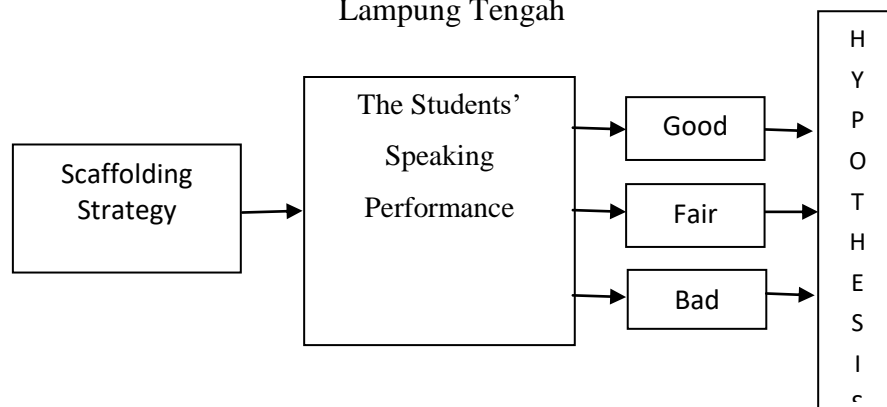 Lampung Tengah
Scaffolding
Strategy
The Students’
Speaking
Performance
Good
Fair
Bad
H
Y
P
O
T
H
E
S
I
S